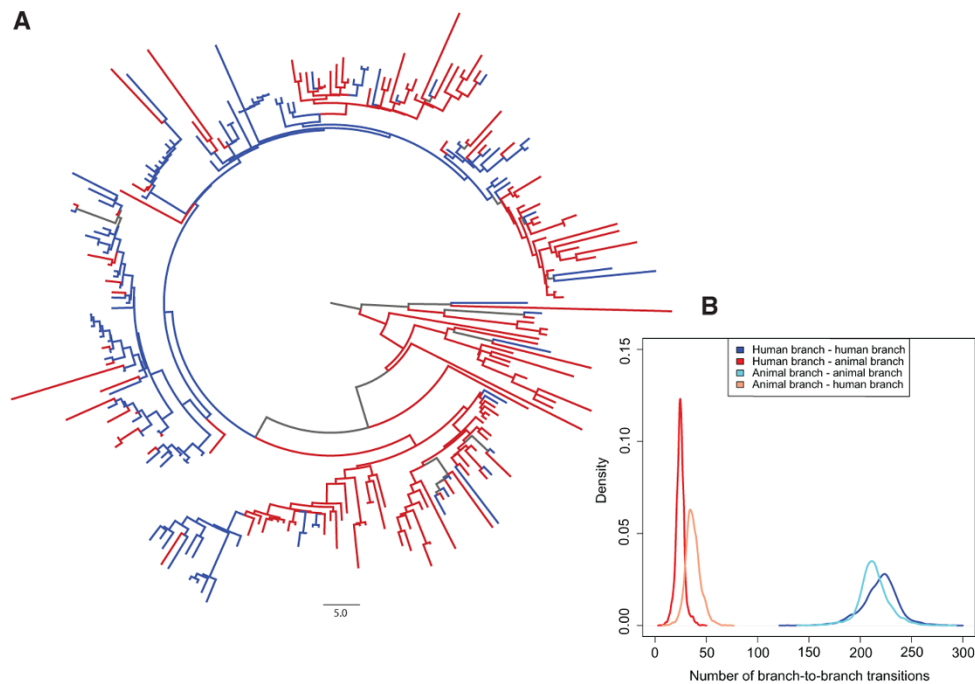 A
5.0
B
Human branch - human branch
Human branch - animal branch
Animal branch - animal branch
Animal branch - human branch
0.15
0.10
0.05
0.00
Density
0 50 100 150 200 250 300
Number of branch-to-branch transitions